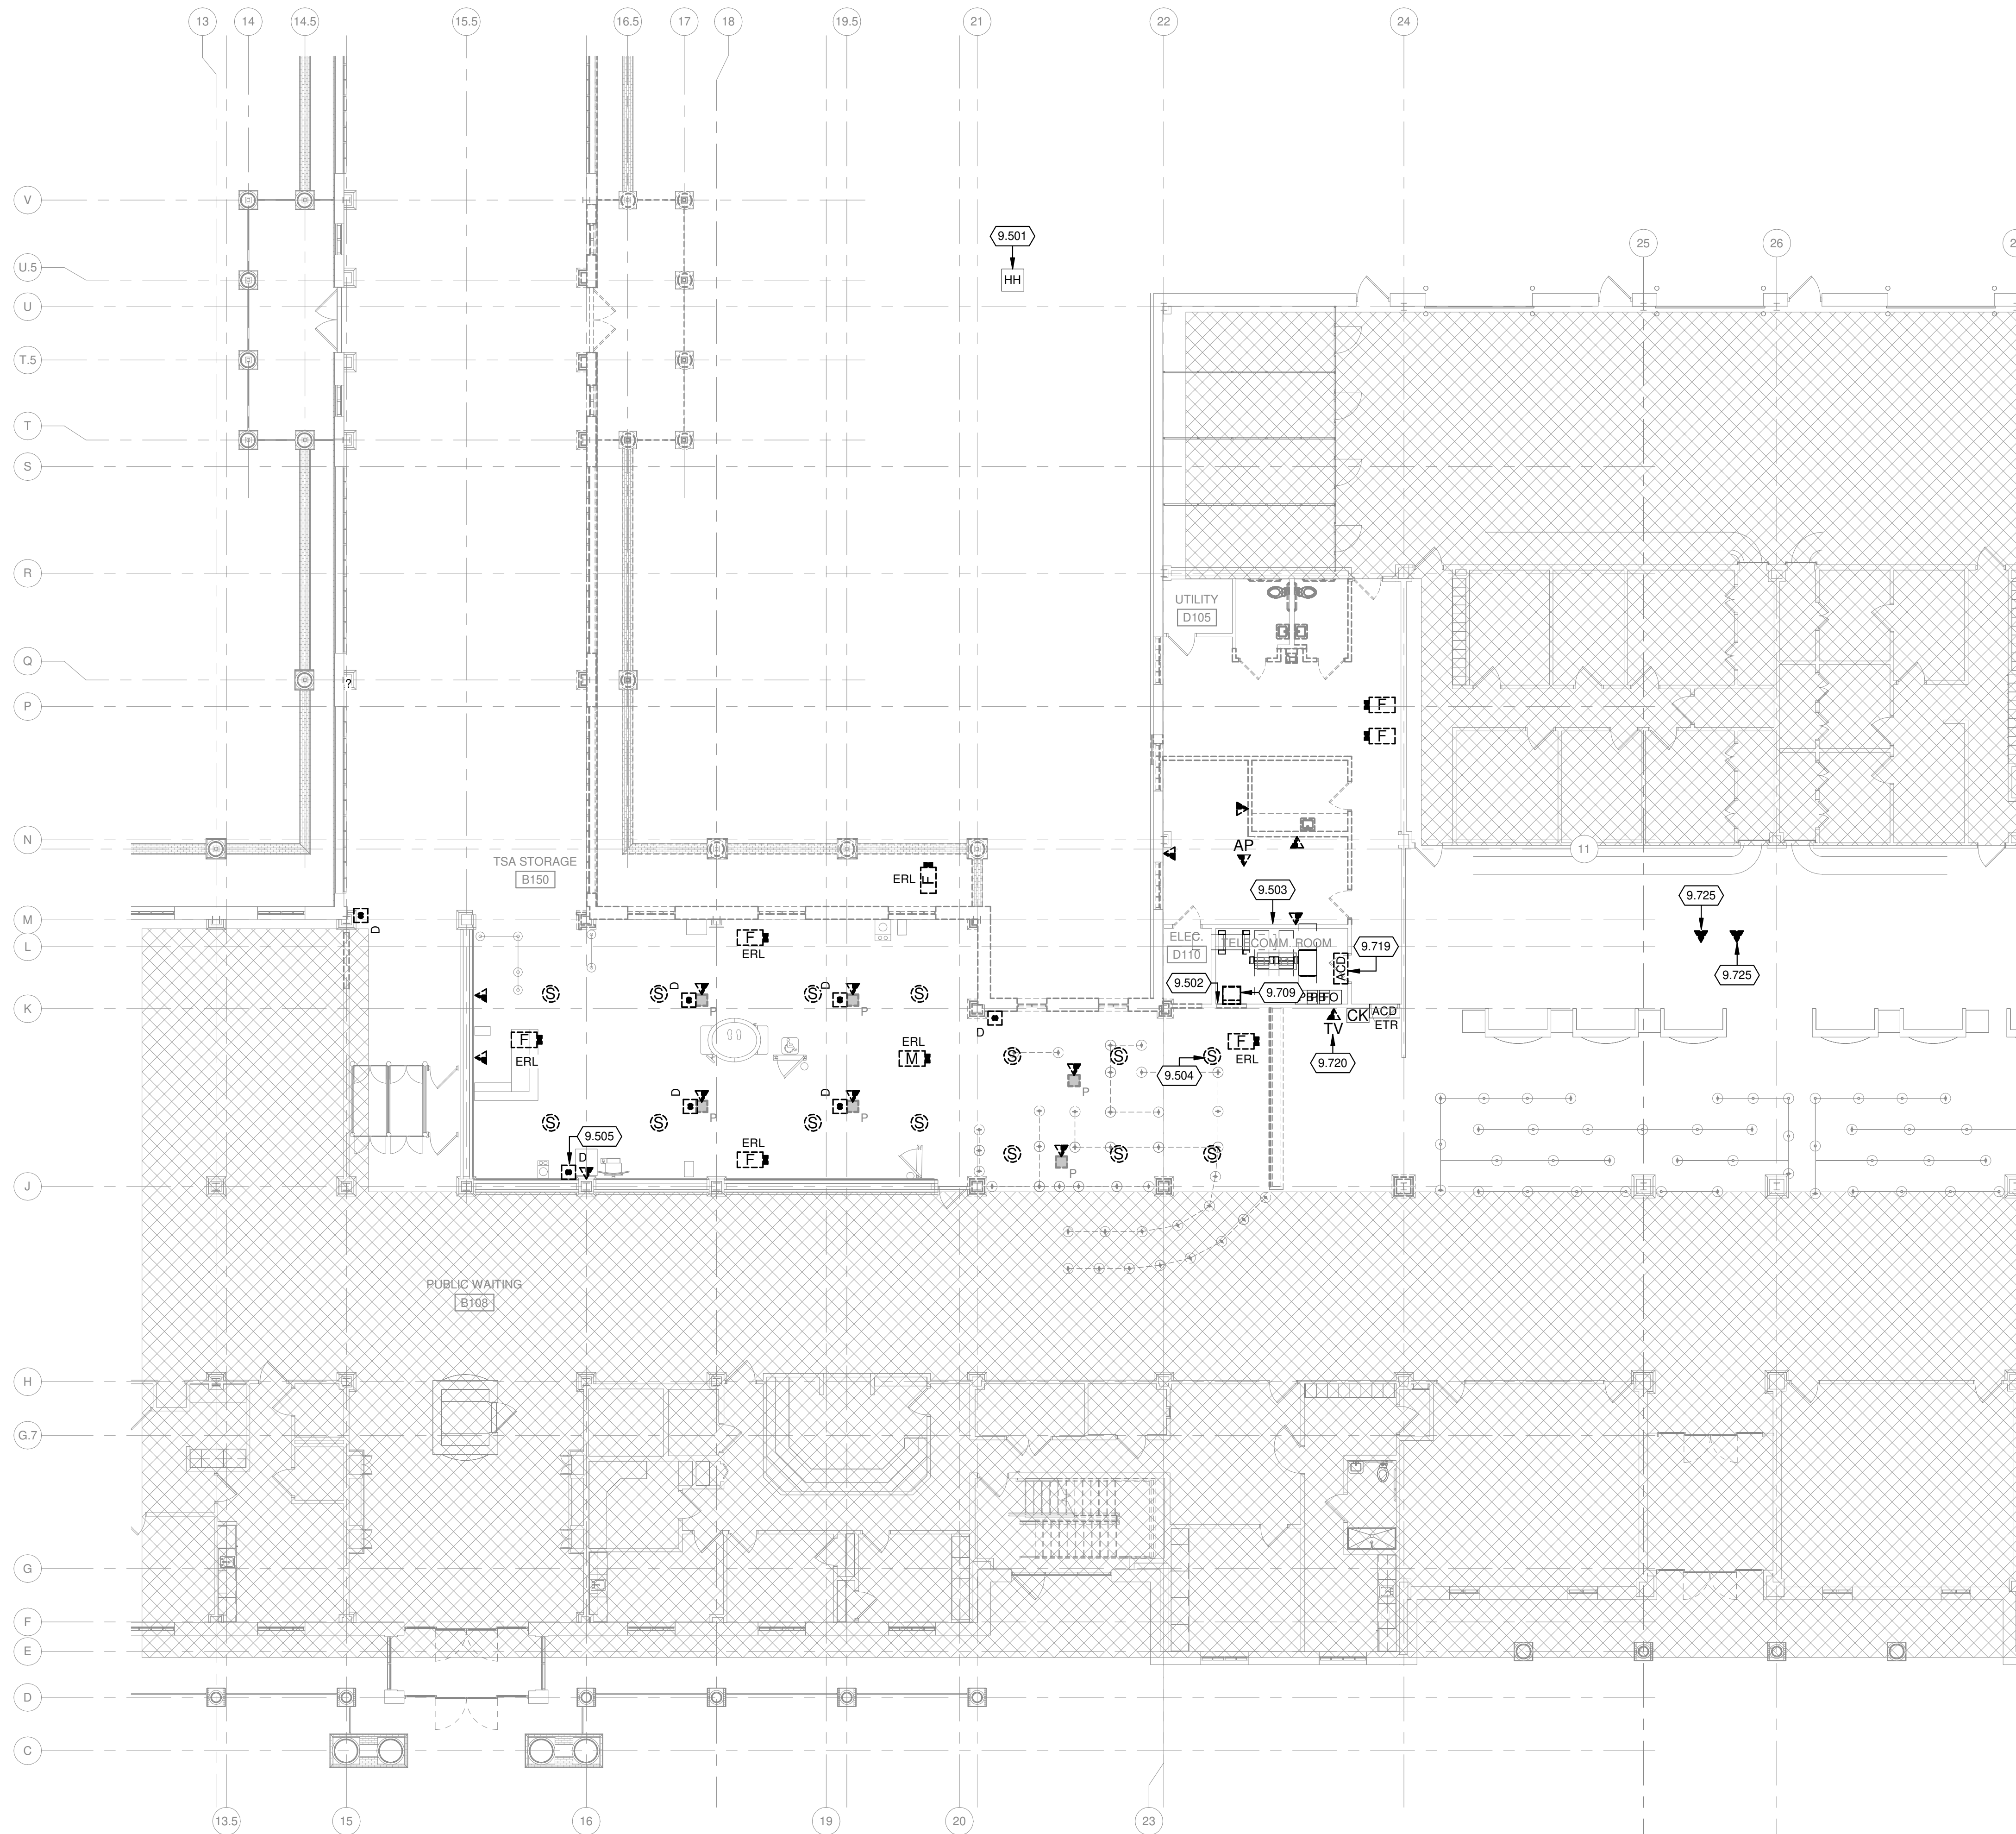 13 14 14.5 15.5 16.5 17 18 19.5 21 22 24
V
9.501
25 26
U.5
HH
U
T.5
T
S
R
UTILITY
D105
Q
?
P
F
F
N
AP
11
TSA STORAGE
B150
ERL F
9.503
9.725
M
D
L
F
ERL
ELEC.
D110
TELECOMM. ROOM
9.719
ACD
9.725
9.502
9.709
S S D P S D P S
K
D
CK ACD
ETR
TV
F
ERL
ERL
M
S S S
F
ERL
9.504
9.720
P
D P D P
S S S S
9.505
D
ERL
F
S S S
P
J
PUBLIC WAITING
B108
H
G.7
G
F
E
D
C
13.5 15 16 19 20 23